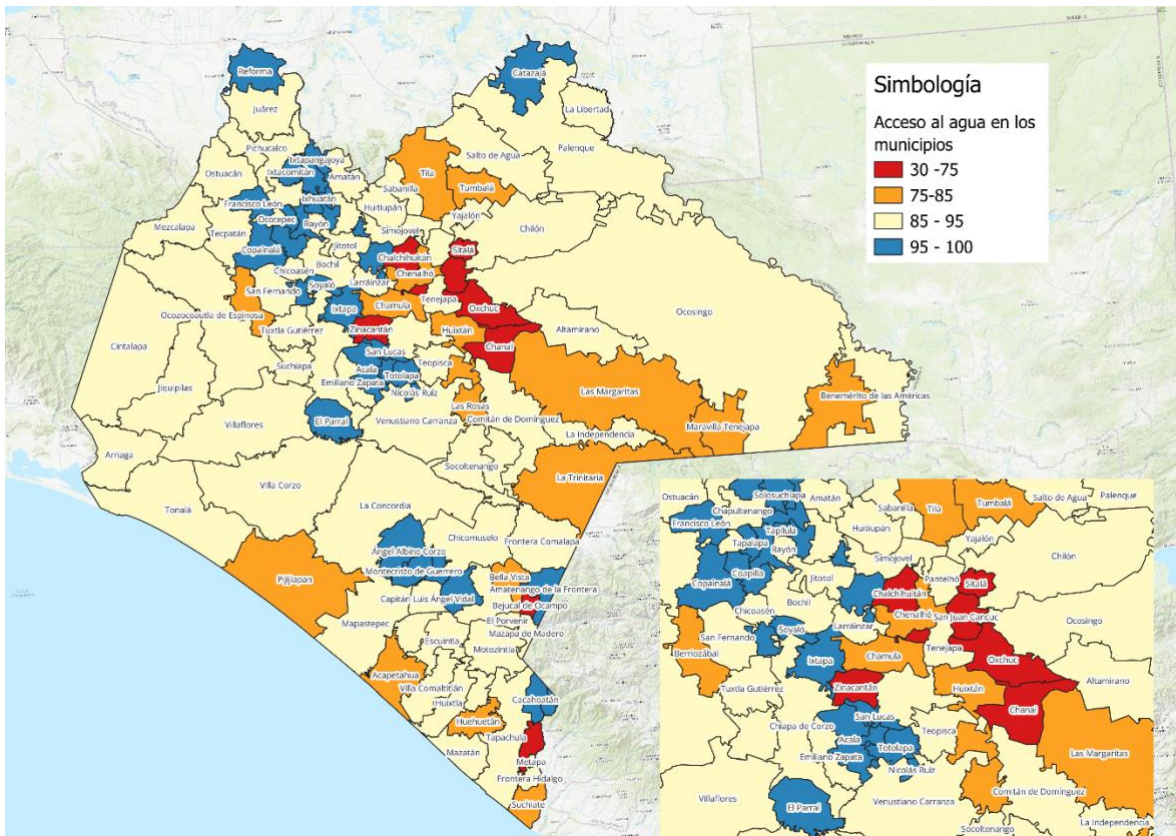 Simbología
Acceso al agua en los
municipios
30 -75
75-85
85 - 95
95 - 100
Reforma
Juárez
Pichucalco
Ostuacán
Ixtapangajoya
Ixtacomitán
Amatán
Francisco León
Ixhuatán
Ocotepec
Rayón
Mezcalapa
Tecpatán
Copainalá
Chicoasén
Bochil
Jitotol
Soyaló
Larráinzar
San Fernando
Ocozocoautla de Espinosa
Ixtapa
Tuxtla Gutiérrez
Suchiapa
Cintalapa
Jiquipilas
Villaflores
Arriaga
Tonalá
Villa Corzo
Catazajá
La Libertad
Palenque
Salto de Agua
Tila
Tumbalá
Sabanilla
Huitiupán
Yajalón
Simojovel
Chilón
Chalchihuitán
Sitalá
Chenalhó
Tenejapa
Oxchuc
Chamula
Zinacantán
Huixtán
Chanal
Altamirano
Ocosingo
San Lucas
Acala
Totolapa
Emiliano Zapata
Nicolás Ruíz
Teopisca
Las Rosas
El Parral
Venustiano Carranza
Comitán de Domínguez
Las Margaritas
Benemérito de las Américas
Maravilla Tenejapa
La Independencia
Socoltenango
La Trinitaria
La Concordia
Chicomuselo
Frontera Comalapa
Ángel Albino Corzo
Montecristo de Guerrero
Capitán Luis Ángel Vidal
Bella Vista
Amatenango de la Frontera
Bejucal de Ocampo
El Porvenir
Mazapa de Madero
Motozintla
Pijijiapan
Mapastepec
Escuintla
Acapetahua
Villa Comaltitlán
Huixtla
Cacahoatán
Huehuetán
Tapachula
Mazatán
Metapa
Frontera Hidalgo
Suchiate
Ostuacán
Solosuchiapa
Amatán
Sabanilla
Tila
Tumbalá
Salto de Agua
Palenque
Chapultenango
Francisco León
Tapilula
Huitiupán
Yajalón
Tapalapa
Rayón
Simojovel
Chilón
Copainalá
Coapilla
Jitotol
Pantelhó
Sitalá
Chalchihuitán
Chicoasén
Bochil
Chenalhó
San Juan Cancuc
Ocosingo
San Fernando
Soyaló
Larráinzar
Tenejapa
Berriozábal
Ixtapa
Chamula
Oxchuc
Altamirano
Tuxtla Gutiérrez
Zinacantán
Huixtán
Chanal
Chiapa de Corzo
San Lucas
Teopisca
Acala
Totolapa
Las Margaritas
Emiliano Zapata
Nicolás Ruíz
Comitán de Domínguez
Villaflores
El Parral
Venustiano Carranza
La Independencia
Socoltenango